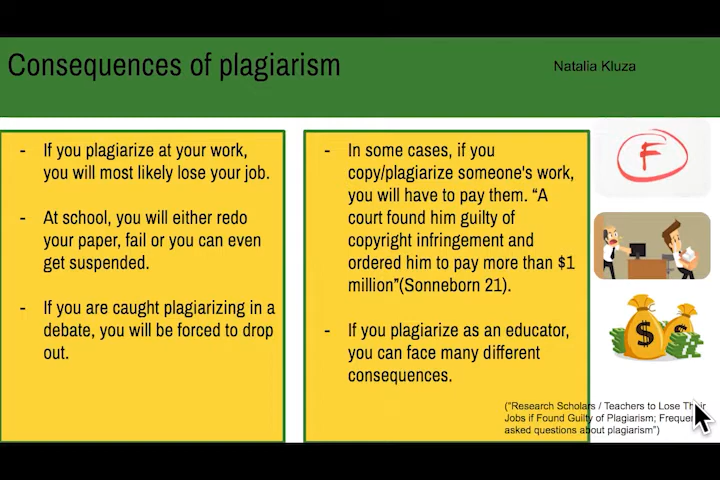 Consequences of plagiarism
Natalia Kluza
- If you plagiarize at your work,
you will most likely lose your job.
- At school, you will either redo
your paper, fail or you can even
get suspended.
- If you are caught plagiarizing in a
debate, you will be forced to drop
out.
- In some cases, if you
copy/plagiarize someone's work,
you will have to pay them. “A
court found him guilty of
copyright infringement and
ordered him to pay more than $1
million”(Sonneborn 21).
- If you plagiarize as an educator,
you can face many different
consequences.
F
$
$
("Research Scholars / Teachers to Lose Their
Jobs if Found Guilty of Plagiarism; Frequen
asked questions about plagiarism")